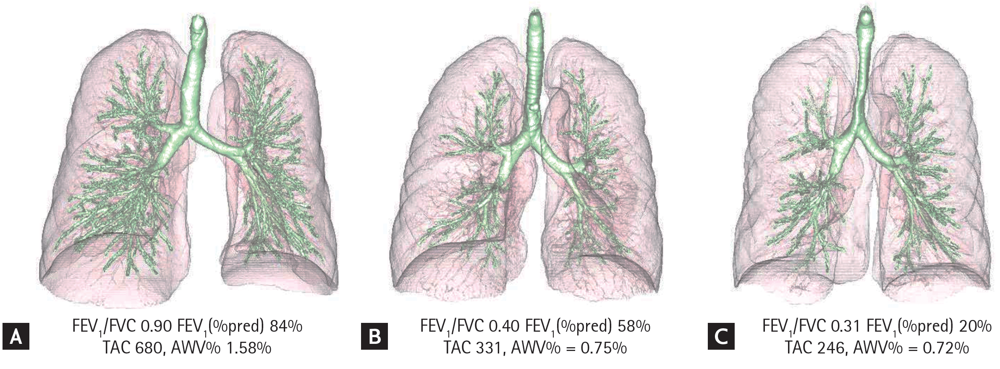 A
FEV₁/FVC 0.90 FEV₁(%pred) 84%
TAC 680, AWV% 1.58%
B
FEV₁/FVC 0.40 FEV₁(%pred) 58%
TAC 331, AWV% = 0.75%
C
FEV₁/FVC 0.31 FEV₁(%pred) 20%
TAC 246, AWV% = 0.72%